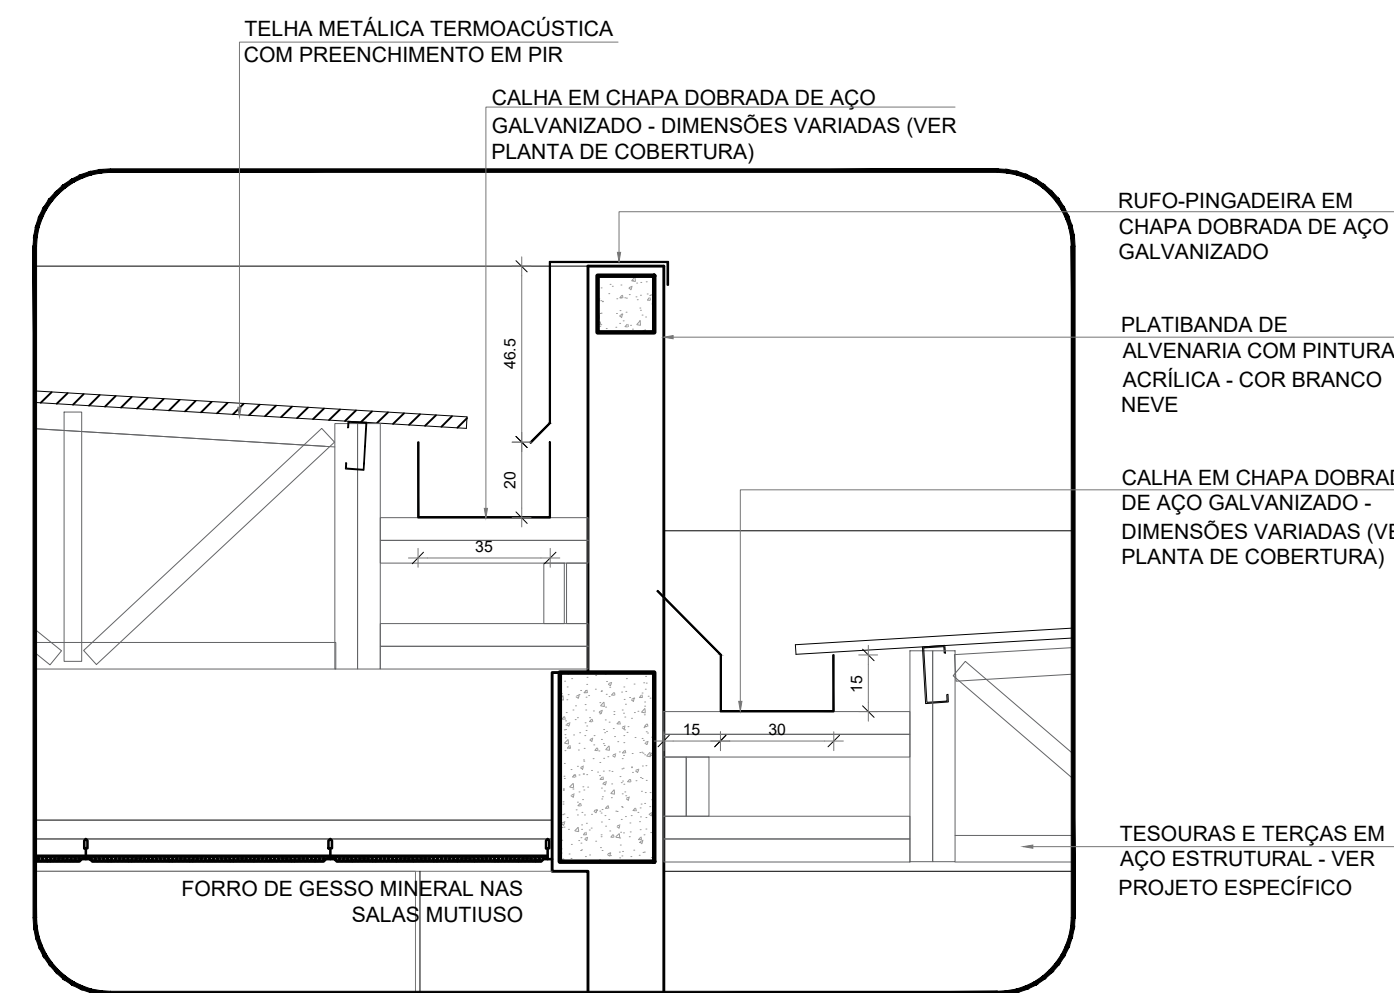 TELHA METÁLICA TERMOACÚSTICA
COM PREENCHIMENTO EM PIR
CALHA EM CHAPA DOBRADA DE AÇO
GALVANIZADO - DIMENSÕES VARIADAS (VER
PLANTA DE COBERTURA)
RUFO-PINGADEIRA EM
CHAPA DOBRADA DE AÇO
GALVANIZADO
PLATIBANDA DE
ALVENARIA COM PINTURA
ACRÍLICA - COR BRANCO
NEVE
46.5
20
35
CALHA EM CHAPA
DE AÇO GALVANIZADO -
DIMENSÕES VARIADAS
PLANTA DE COBERTURA)
15
15
30
TESOURAS E TERÇAS EM
AÇO ESTRUTURAL - VER
PROJETO ESPECÍFICO
FORRO DE GESSO MINERAL NAS
SALAS MUTIUSO